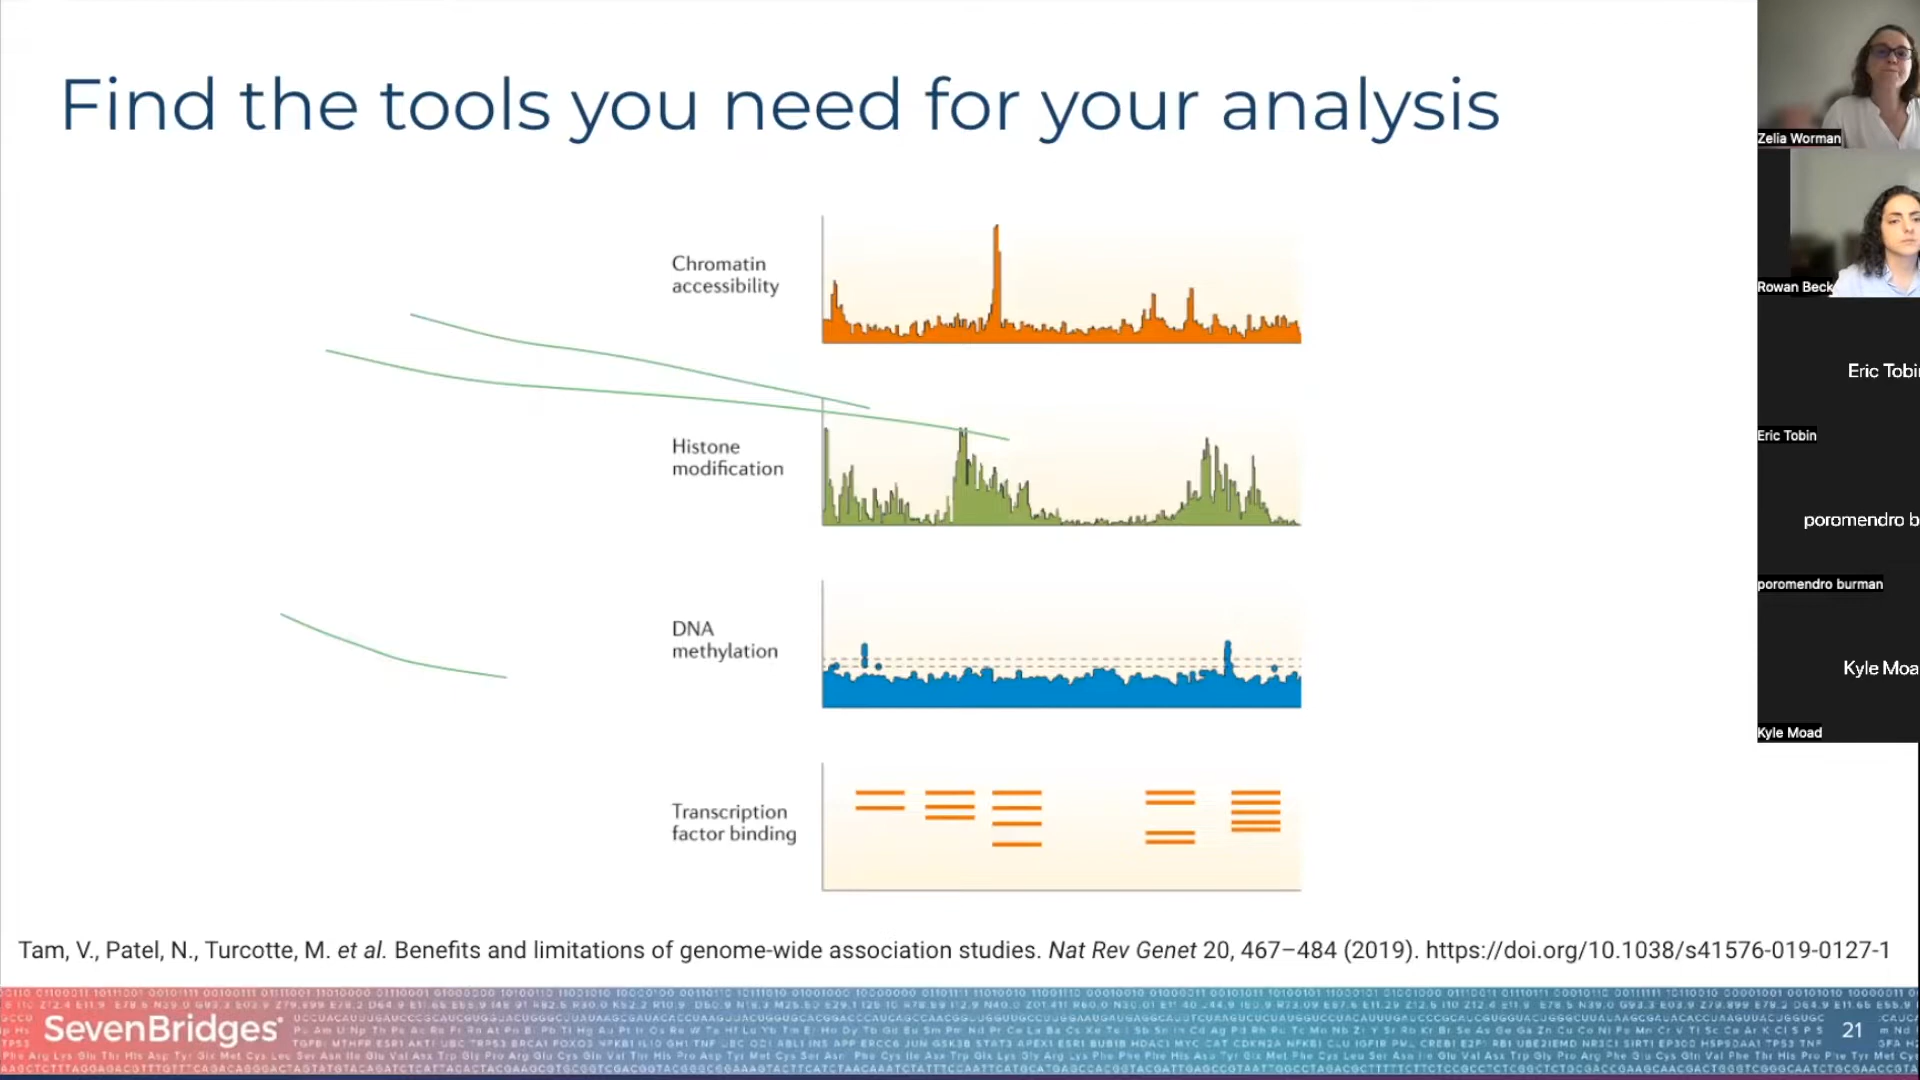 Find the tools you need for your analysis
Chromatin
accessibility
Histone
modification
DNA
methylation
Transcription
factor binding
Tam, V., Patel, N., Turcotte, M. et al. Benefits and limitations of genome-wide association studies. Nat Rev Genet 20, 467–484 (2019). https://doi.org/10.1038/s41576-019-0127-1
SevenBridges
21
Zelia Worman
Rowan Beck
Eric Tobin
Eric Tobin
poromendro b
poromendro burman
Kyle Moa
Kyle Moad